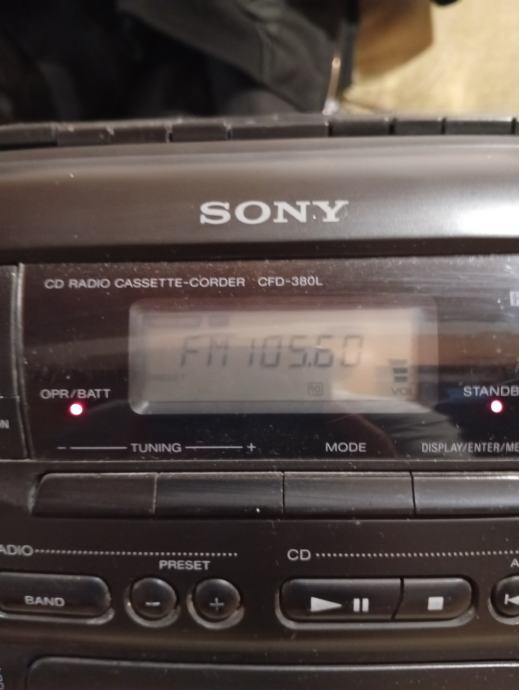 SONY
CD RADIO CASSETTE-CORDER CFD-380L
FM 105.60
VOL
OPR/BATT
STANDB
– TUNING + MODE DISPLAY/ENTER/ME
ADIO CD
PRESET
BAND – +